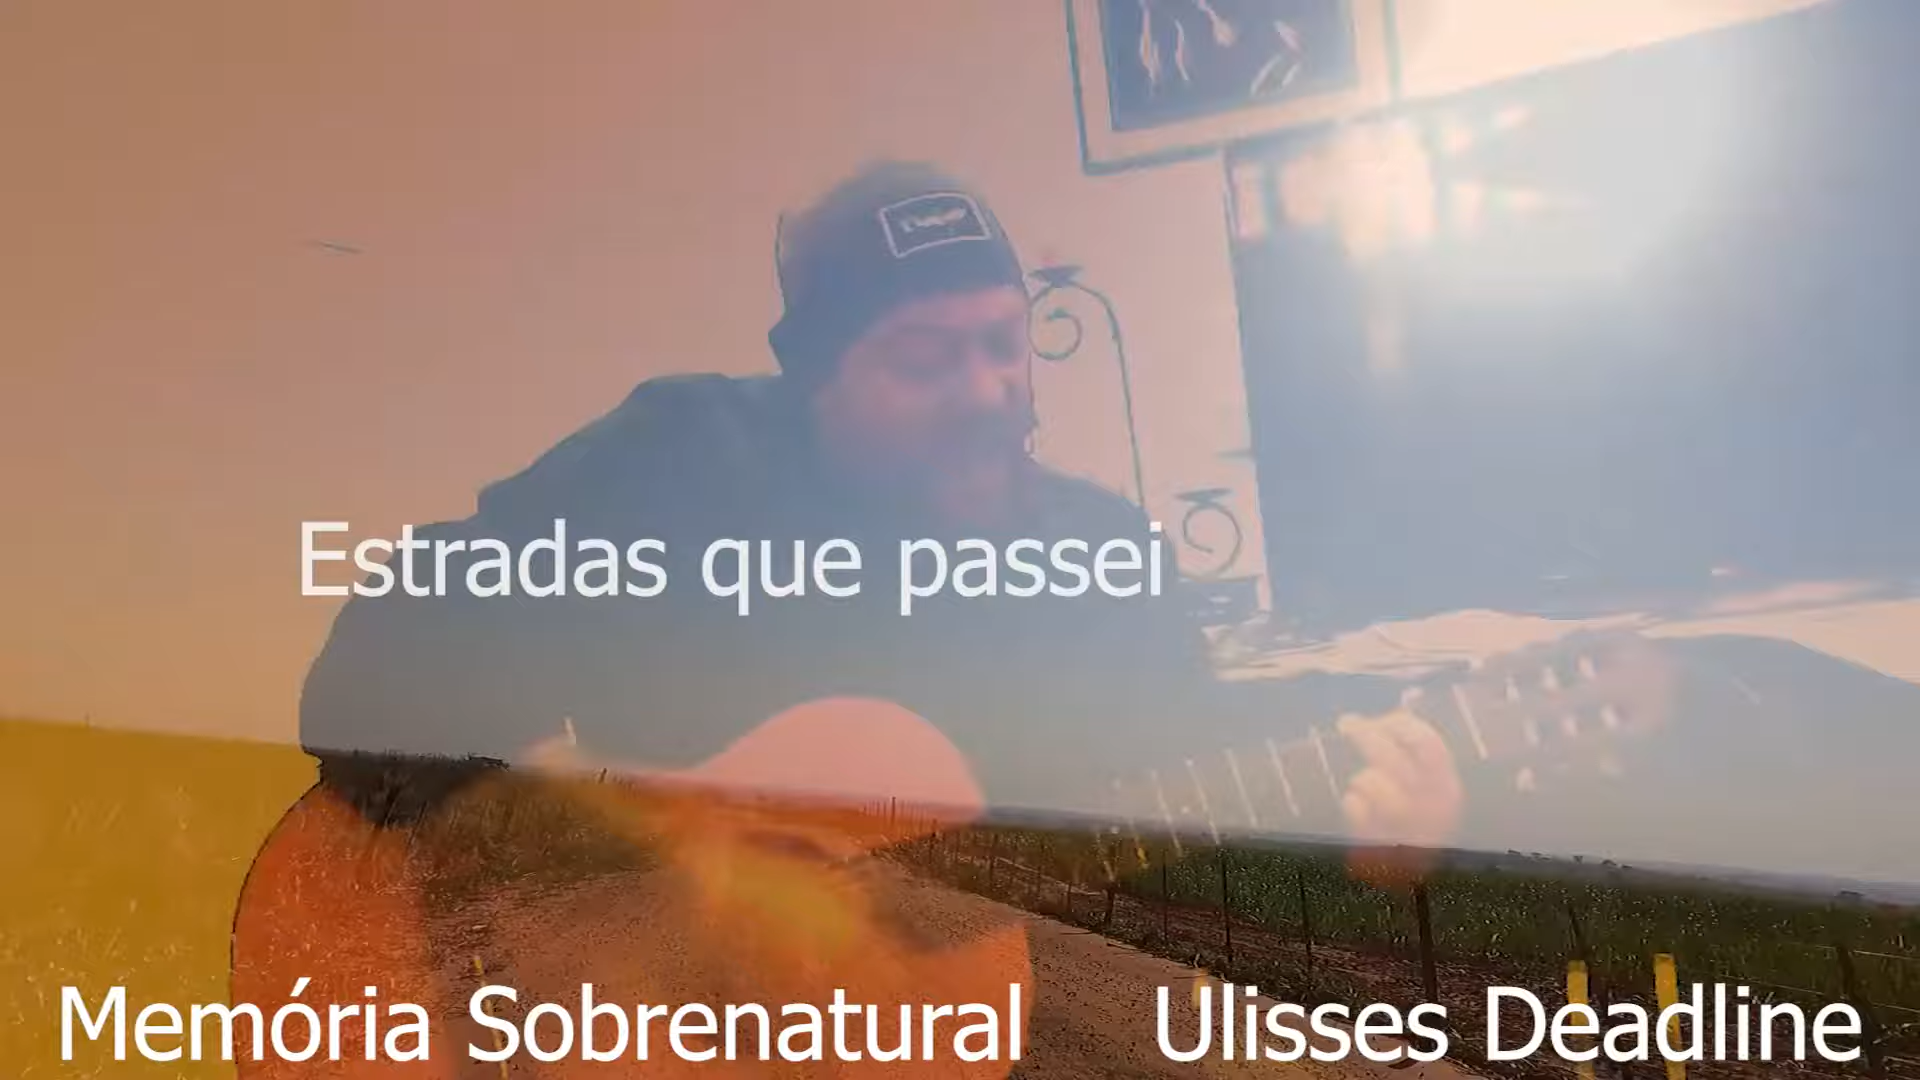 Estradas que passei
Memória Sobrenatural
Ulisses Deadline